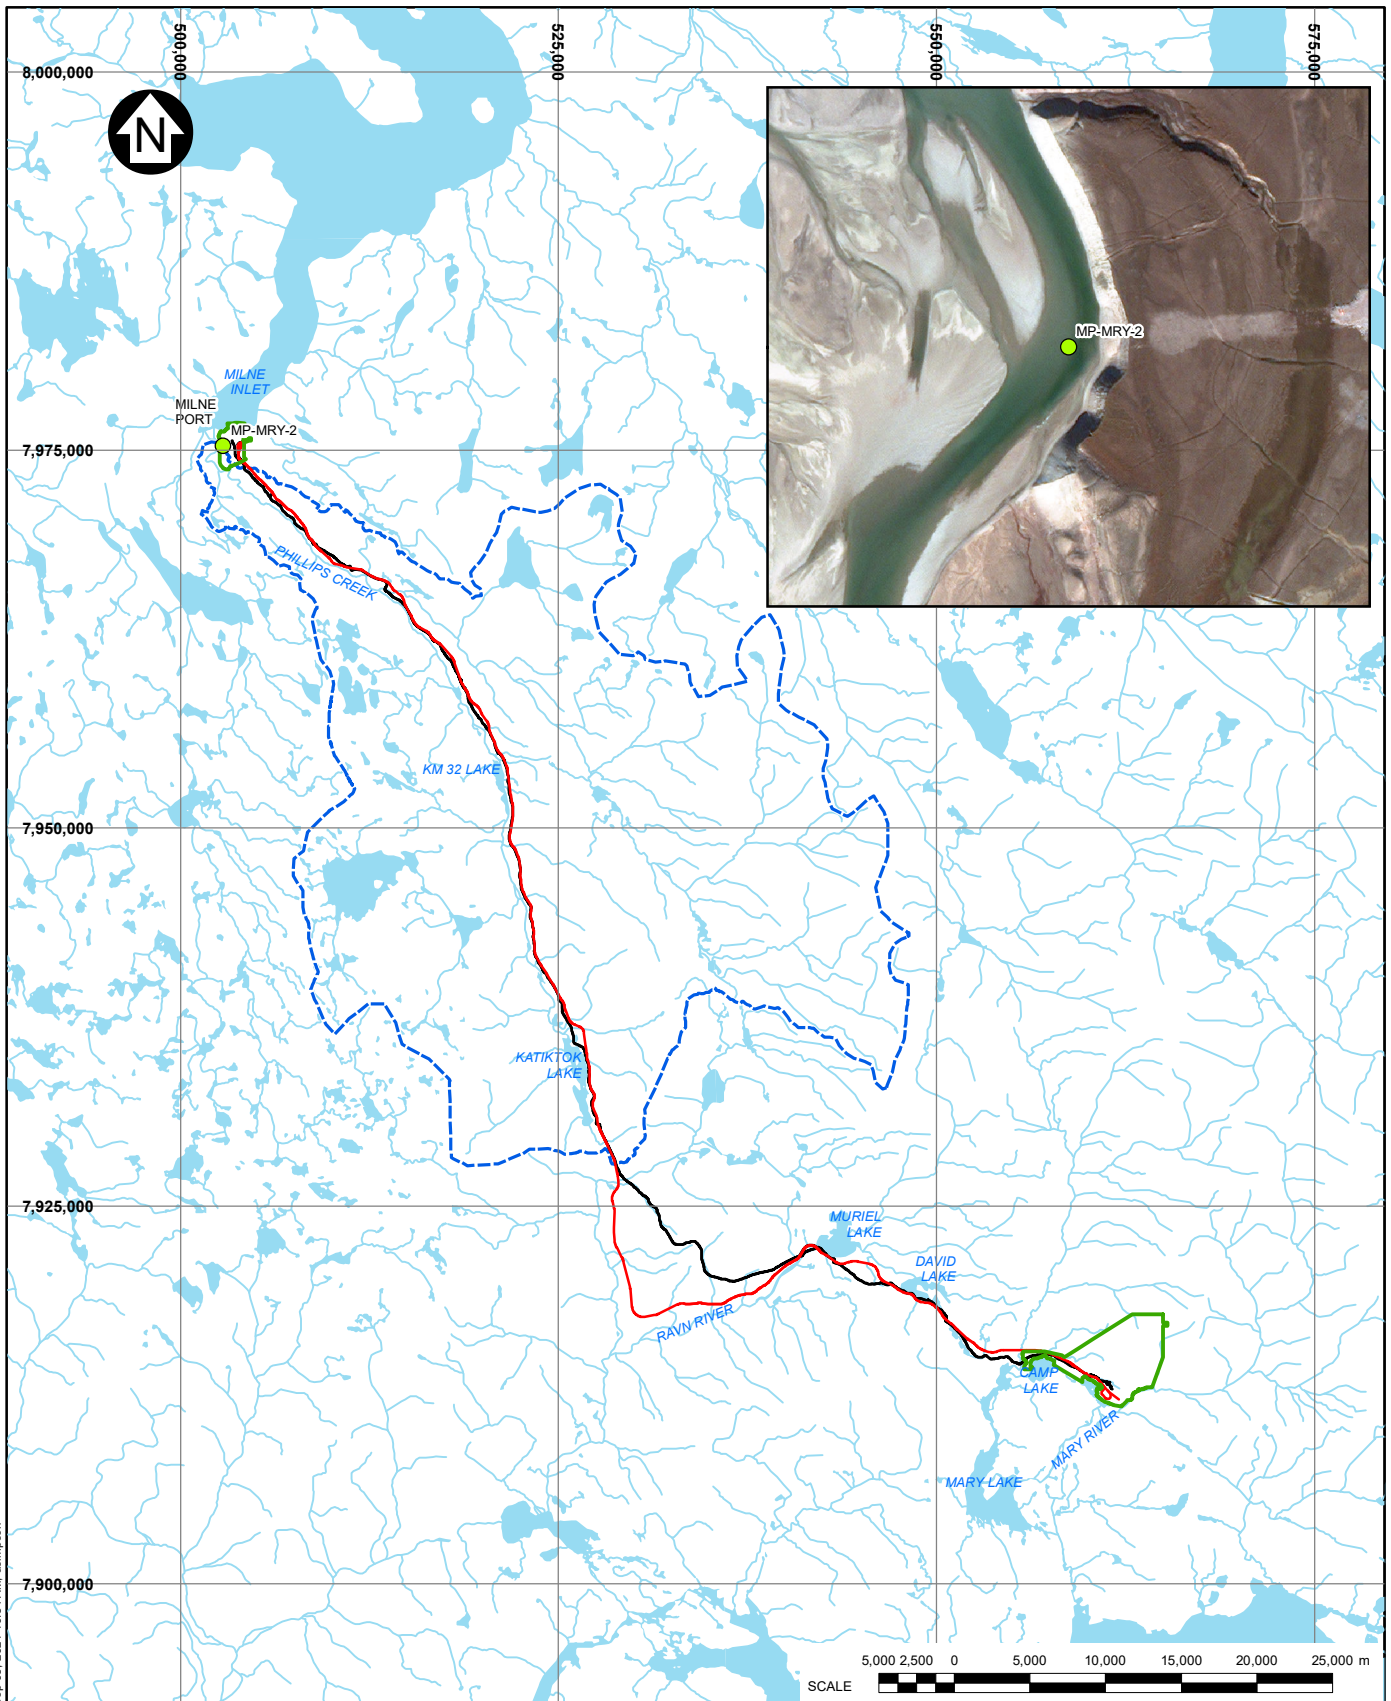 500,000
525,000
550,000
575,000
8,000,000
N
MP-MRY-2
MILNE
INLET
MILNE
PORT
MP-MRY-2
7,975,000
PHILLIPS CREEK
KM 32 LAKE
7,950,000
KATIKTOK
LAKE
7,925,000
MURIEL
LAKE
DAVID
LAKE
RAVN RIVER
CAMP
LAKE
MARY RIVER
MARY LAKE
7,900,000
5,000 2,500 0 5,000 10,000 15,000 20,000 25,000 m
SCALE